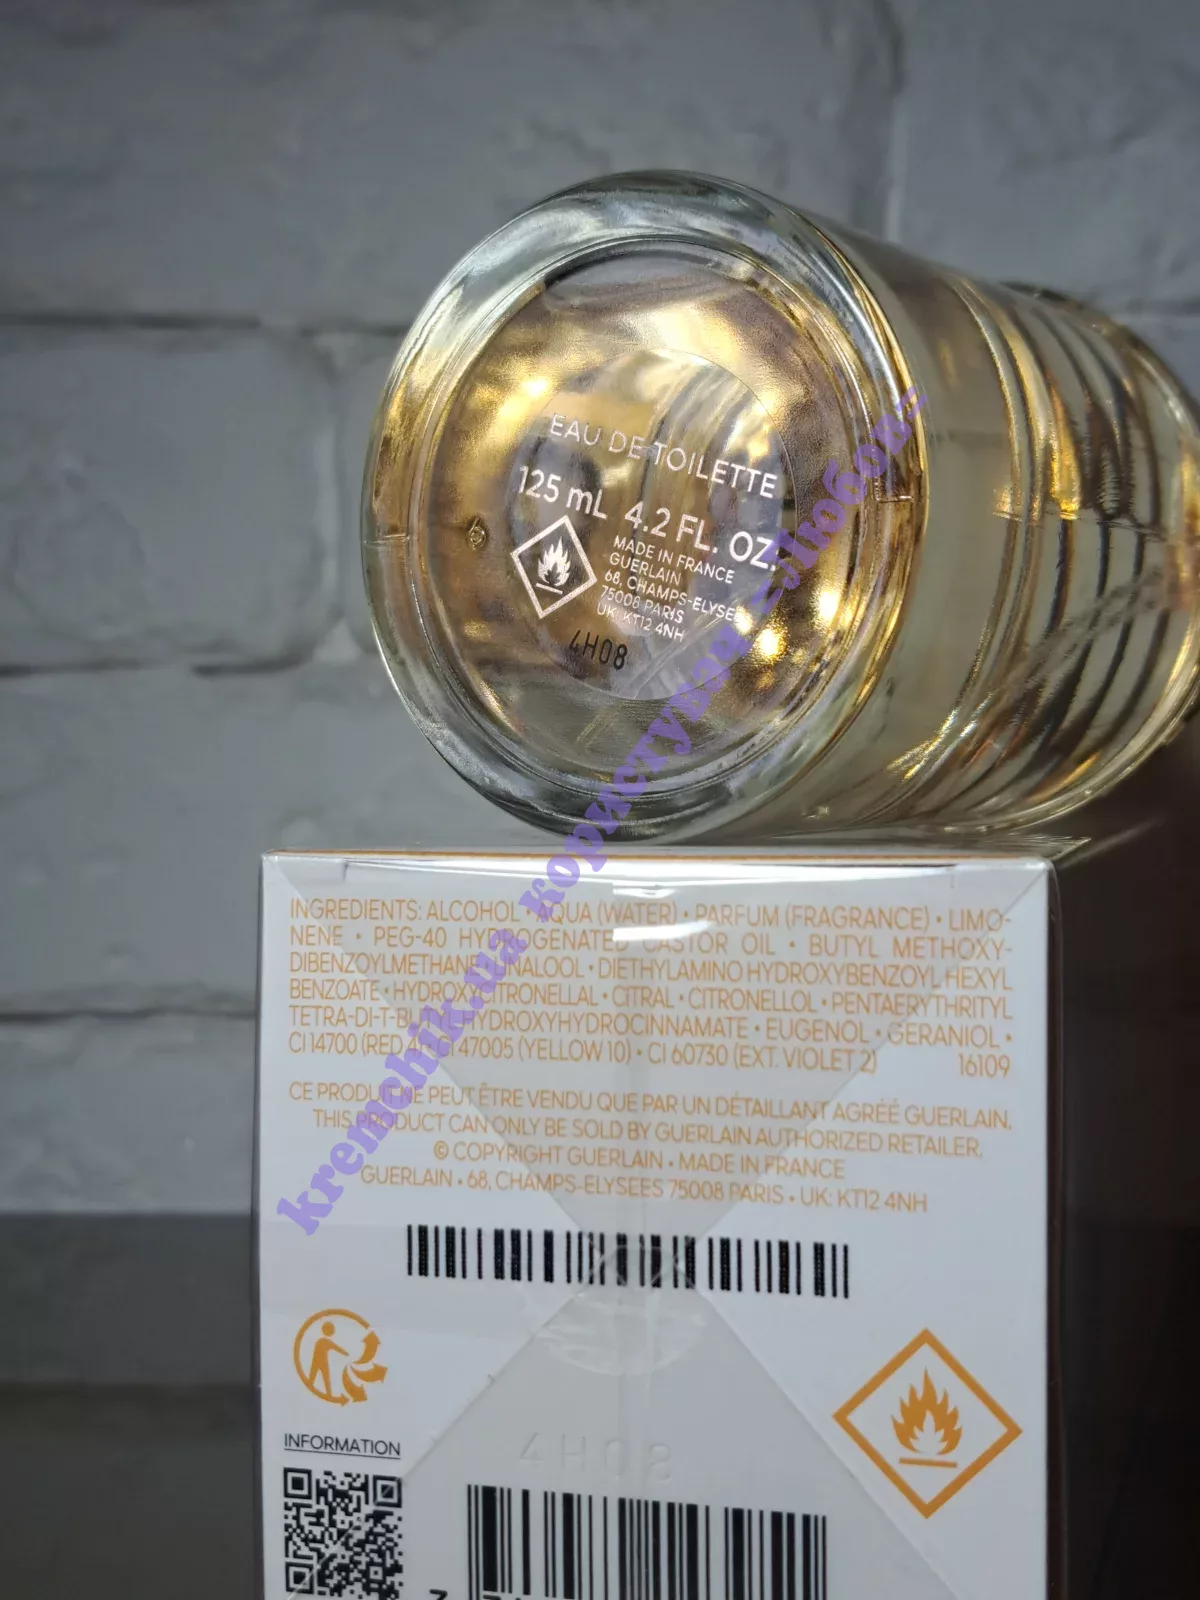 EAU DE TOILETTE
125 mL 4.2 FL. OZ.
MADE IN FRANCE
GUERLAIN
68, CHAMPS-ELYSEES
75008 PARIS
UK: KT12 4NH
4H08
kremchik.ua користувач =Любов=
INGREDIENTS: ALCOHOL • AQUA (WATER) • PARFUM (FRAGRANCE) • LIMO-
NENE • PEG-40 HYDROGENATED CASTOR OIL • BUTYL METHOXY-
DIBENZOYLMETHANE • LINALOOL • DIETHYLAMINO HYDROXYBENZOYL HEXYL
BENZOATE • HYDROXYCITRONELLAL • CITRAL • CITRONELLOL • PENTAERYTHRITYL
TETRA-DI-T-BUTYL HYDROXYHYDROCINNAMATE • EUGENOL • GERANIOL •
CI 14700 (RED 4) • CI 47005 (YELLOW 10) • CI 60730 (EXT. VIOLET 2) 16109
CE PRODUIT NE PEUT ÊTRE VENDU QUE PAR UN DÉTAILLANT AGRÉÉ GUERLAIN.
THIS PRODUCT CAN ONLY BE SOLD BY GUERLAIN AUTHORIZED RETAILER.
© COPYRIGHT GUERLAIN • MADE IN FRANCE
GUERLAIN • 68, CHAMPS-ELYSEES 75008 PARIS • UK: KT12 4NH
INFORMATION
4H08